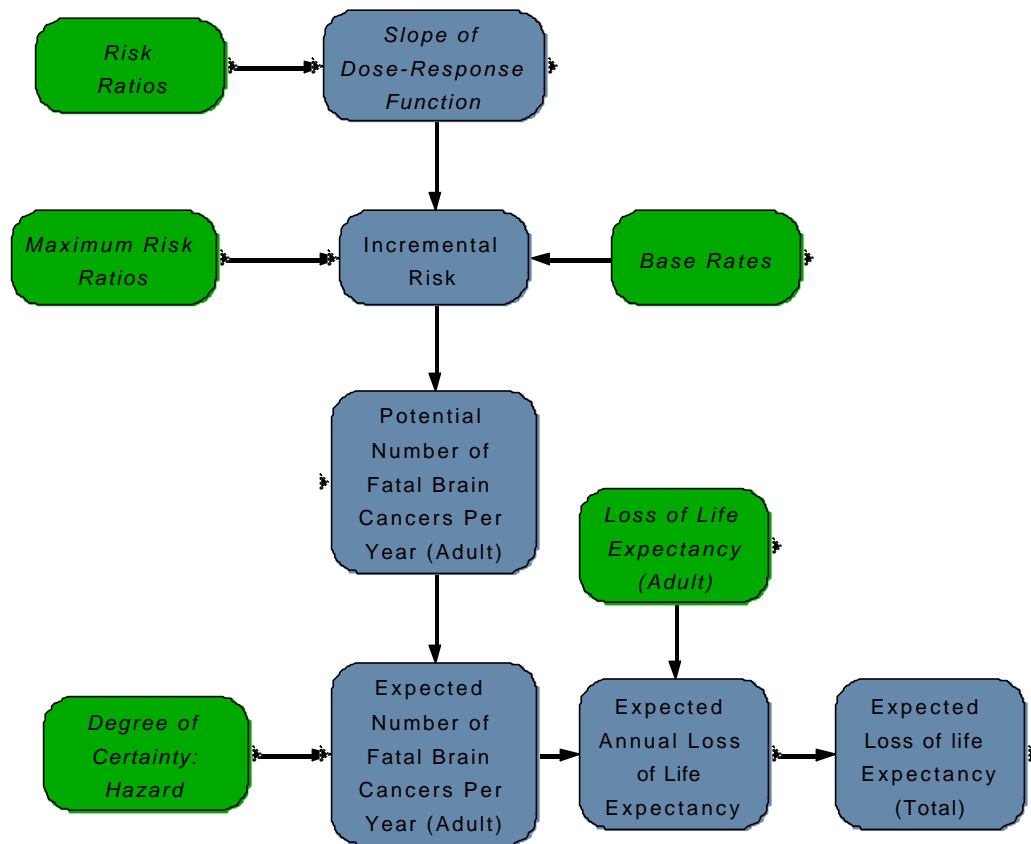 Risk
Ratios
Slope of
Dose-Response
Function
Maximum Risk
Ratios
Incremental
Risk
Base Rates
Potential
Number of
Fatal Brain
Cancers Per
Year (Adult)
Loss of Life
Expectancy
(Adult)
Degree of
Certainty:
Hazard
Expected
Number of
Fatal Brain
Cancers Per
Year (Adult)
Expected
Annual Loss
of Life
Expectancy
Expected
Loss of life
Expectancy
(Total)